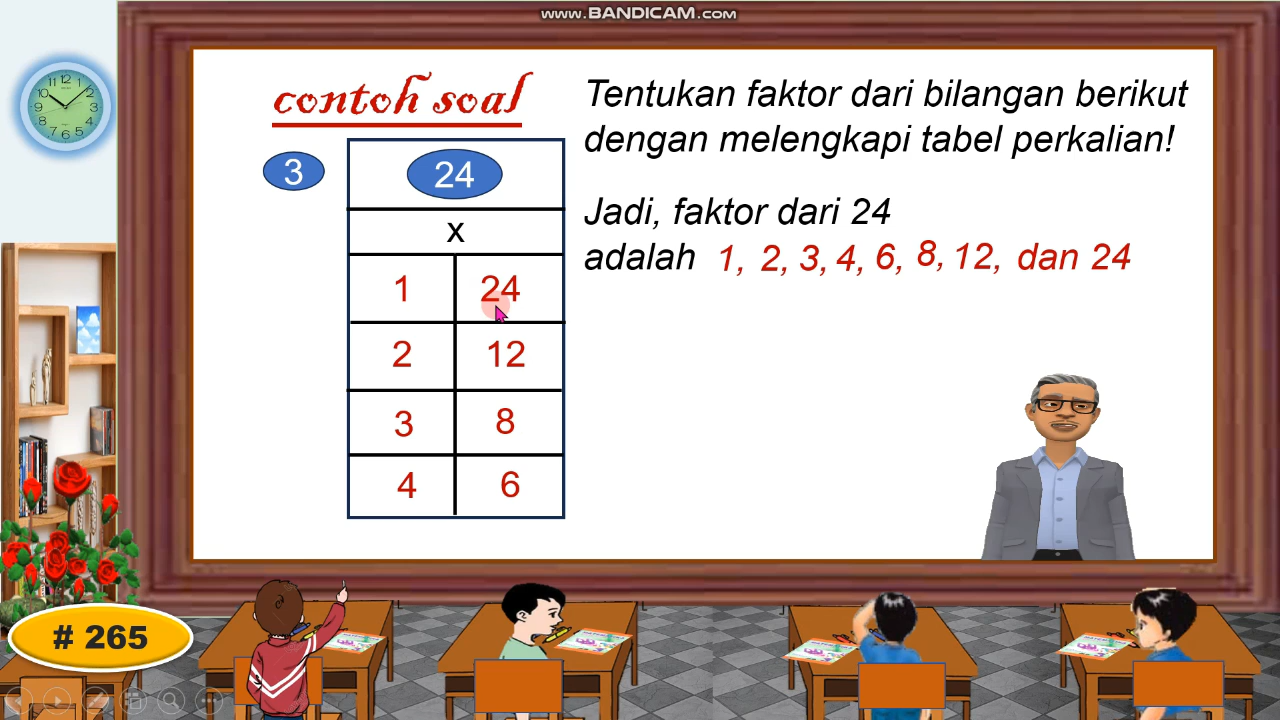 www.BANDICAM.com
contoh soal
Tentukan faktor dari bilangan berikut
dengan melengkapi tabel perkalian!
3
24
x
1 24
2 12
3 8
4 6
Jadi, faktor dari 24
adalah 1, 2, 3, 4, 6, 8, 12, dan 24
# 265